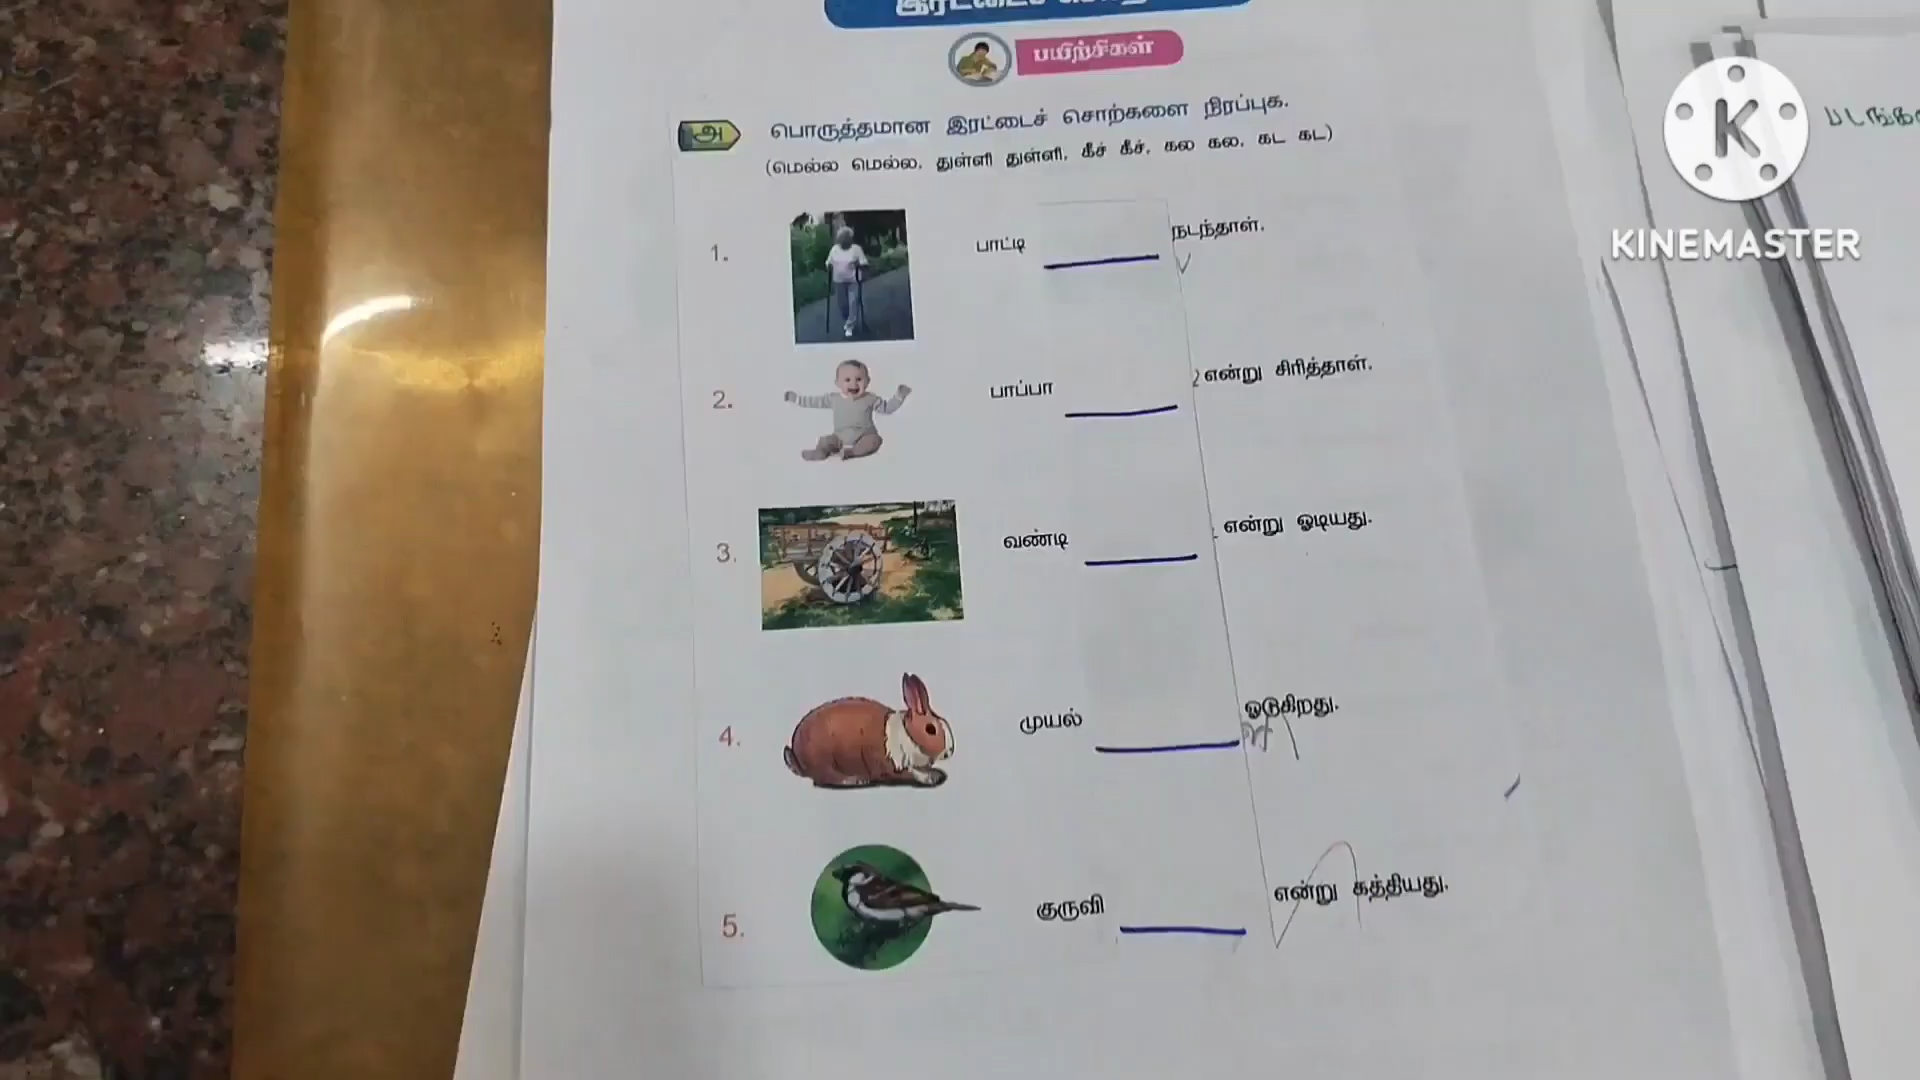 இரட்டைச்
பயிற்சிகள்
அ பொருத்தமான இரட்டைச் சொற்களை நிரப்புக.
(மெல்ல மெல்ல, துள்ளி துள்ளி, கீச் கீச், கல கல, கட கட)
1. பாட்டி நடந்தாள்.
2. பாப்பா என்று சிரித்தாள்.
3. வண்டி என்று ஓடியது.
4. முயல் ஓடுகிறது.
5. குருவி என்று கத்தியது.
K
KINEMASTER